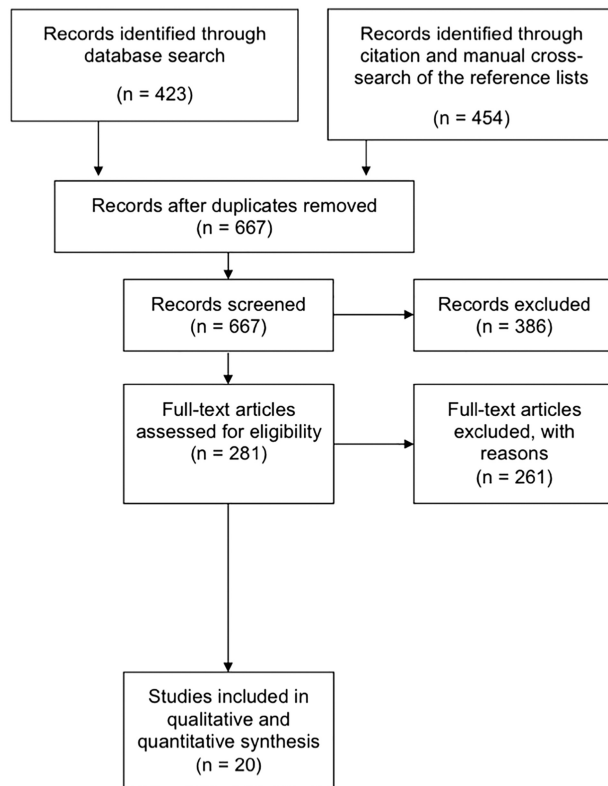 Records identified through
database search
(n = 423)
Records identified through
citation and manual cross-
search of the reference lists
(n = 454)
Records after duplicates removed
(n = 667)
Records screened
(n = 667)
Records excluded
(n = 386)
Full-text articles
assessed for eligibility
(n = 281)
Full-text articles
excluded, with
reasons
(n = 261)
Studies included in
qualitative and
quantitative synthesis
(n = 20)